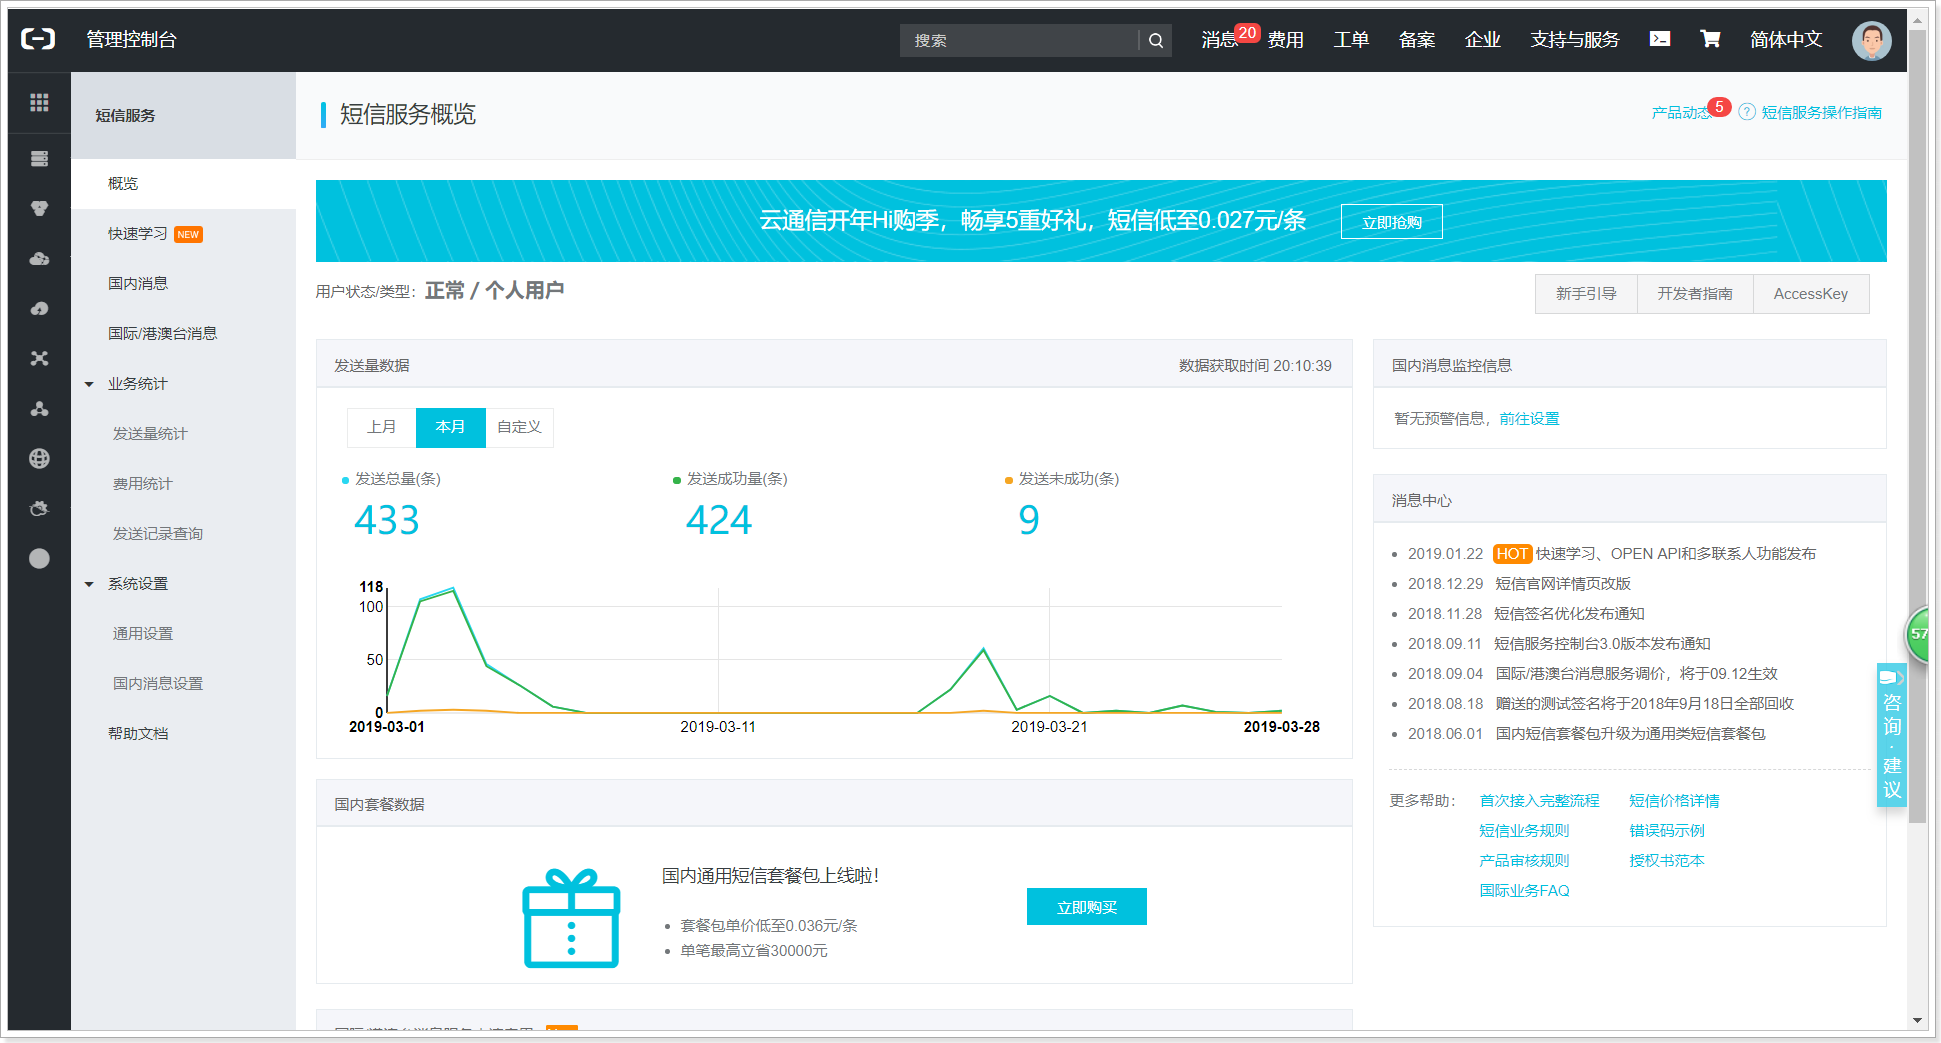 管理控制台
搜索
消息 20
费用
工单
备案
企业
支持与服务
简体中文
短信服务
概览
快速学习 NEW
国内消息
国际/港澳台消息
业务统计
发送量统计
费用统计
发送记录查询
系统设置
通用设置
国内消息设置
帮助文档
短信服务概览
产品动态 5
? 短信服务操作指南
云通信开年Hi购季，畅享5重好礼，短信低至0.027元/条
立即抢购
用户状态/类型：正常 / 个人用户
新手引导
开发者指南
AccessKey
发送量数据
数据获取时间 20:10:39
上月
本月
自定义
发送总量(条)
433
发送成功量(条)
424
发送未成功(条)
9
118
100
50
0
2019-03-01
2019-03-11
2019-03-21
2019-03-28
国内套餐数据
国内通用短信套餐包上线啦！
套餐包单价低至0.036元/条
单笔最高立省30000元
立即购买
国内消息监控信息
暂无预警信息，前往设置
消息中心
2019.01.22 HOT 快速学习、OPEN API和多联系人功能发布
2018.12.29 短信官网详情页改版
2018.11.28 短信签名优化发布通知
2018.09.11 短信服务控制台3.0版本发布通知
2018.09.04 国际/港澳台消息服务调价，将于09.12生效
2018.08.18 赠送的测试签名将于2018年9月18日全部回收
2018.06.01 国内短信套餐包升级为通用类短信套餐包
更多帮助：
首次接入完整流程
短信价格详情
短信业务规则
错误码示例
产品审核规则
授权书范本
国际业务FAQ
57
咨询·建议